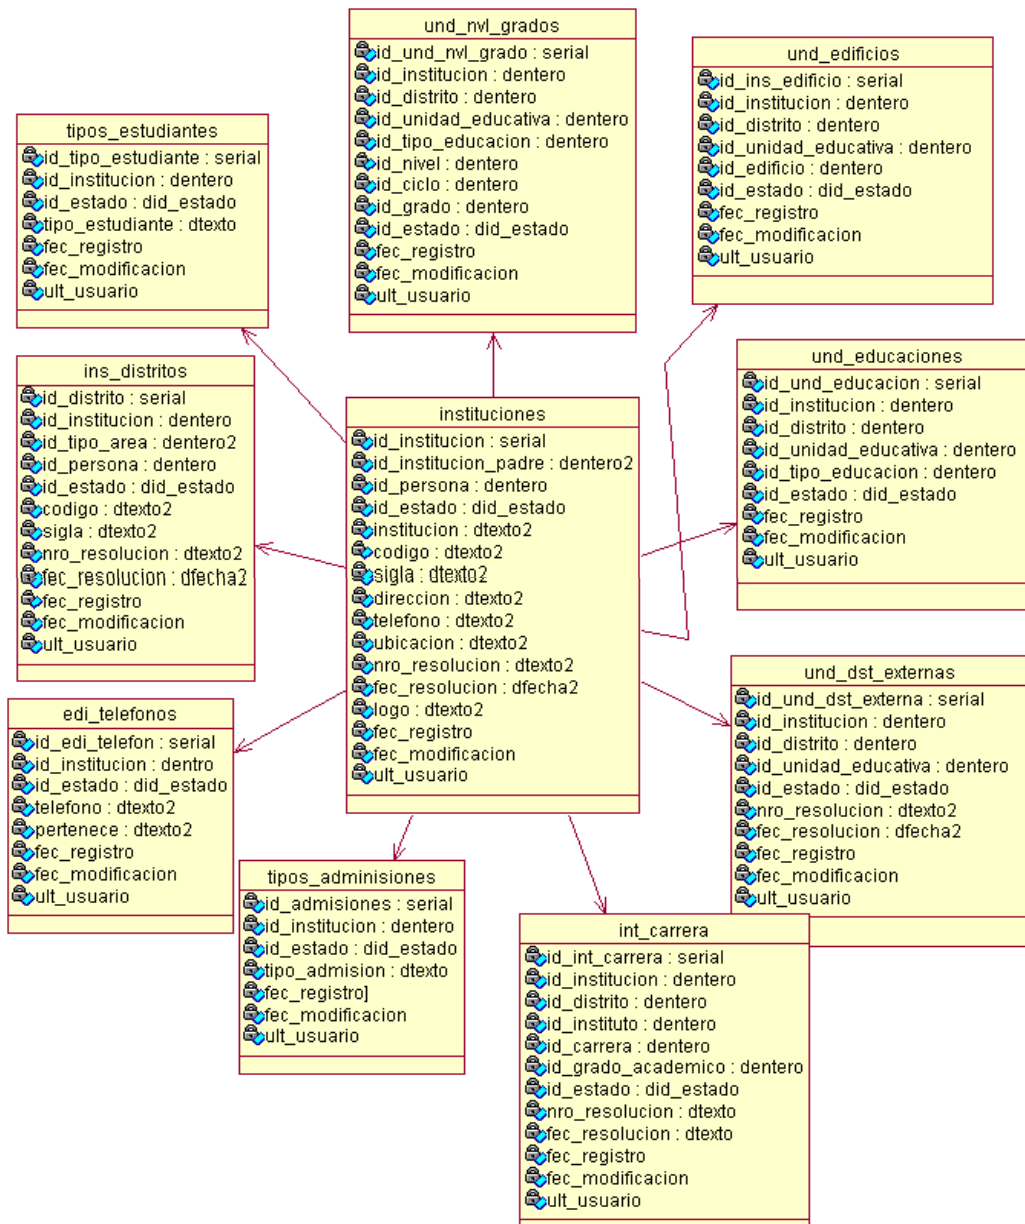 und_nvl_grados
id_und_nvl_grado : serial
id_institucion : dentero
id_distrito : dentero
id_unidad_educativa : dentero
id_tipo_educacion : dentero
id_nivel : dentero
id_ciclo : dentero
id_grado : dentero
id_estado : did_estado
fec_registro
fec_modificacion
ult_usuario
und_edificios
id_ins_edificio : serial
id_institucion : dentero
id_distrito : dentero
id_unidad_educativa : dentero
id_edificio : dentero
id_estado : did_estado
fec_registro
fec_modificacion
ult_usuario
tipos_estudiantes
id_tipo_estudiante : serial
id_institucion : dentero
id_estado : did_estado
tipo_estudiante : dtexto
fec_registro
fec_modificacion
ult_usuario
ins_distritos
id_distrito : serial
id_institucion : dentero
id_tipo_area : dentero2
id_persona : dentero
id_estado : did_estado
codigo : dtexto2
sigla : dtexto2
nro_resolucion : dtexto2
fec_resolucion : dfecha2
fec_registro
fec_modificacion
ult_usuario
instituciones
id_institucion : serial
id_institucion_padre : dentero2
id_persona : dentero
id_estado : did_estado
institucion : dtexto2
codigo : dtexto2
sigla : dtexto2
direccion : dtexto2
telefono : dtexto2
ubicacion : dtexto2
nro_resolucion : dtexto2
fec_resolucion : dfecha2
logo : dtexto2
fec_registro
fec_modificacion
ult_usuario
und_educaciones
id_und_educacion : serial
id_institucion : dentero
id_distrito : dentero
id_unidad_educativa : dentero
id_tipo_educacion : dentero
id_estado : did_estado
fec_registro
fec_modificacion
ult_usuario
und_dst_externas
id_und_dst_externa : serial
id_institucion : dentero
id_distrito : dentero
id_unidad_educativa : dentero
id_estado : did_estado
nro_resolucion : dtexto2
fec_resolucion : dfecha2
fec_registro
fec_modificacion
ult_usuario
edi_telefonos
id_edi_telefon : serial
id_institucion : dentro
id_estado : did_estado
telefono : dtexto2
pertenece : dtexto2
fec_registro
fec_modificacion
ult_usuario
tipos_adminisiones
id_admisiones : serial
id_institucion : dentero
id_estado : did_estado
tipo_admision : dtexto
fec_registro]
fec_modificacion
ult_usuario
int_carrera
id_int_carrera : serial
id_institucion : dentero
id_distrito : dentero
id_instituto : dentero
id_carrera : dentero
id_grado_academico : dentero
id_estado : did_estado
nro_resolucion : dtexto
fec_resolucion : dtexto
fec_registro
fec_modificacion
ult_usuario